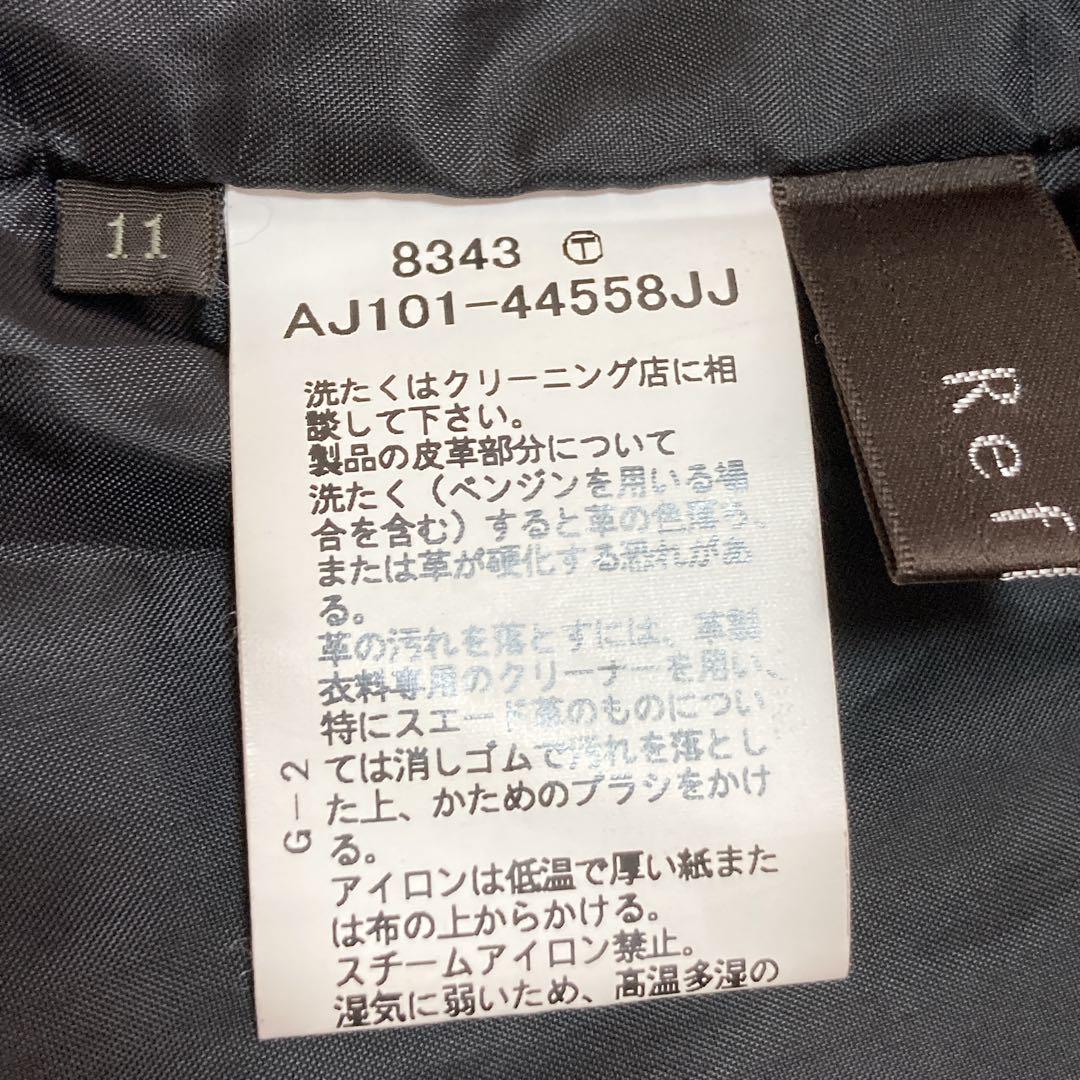 11
8343 Ⓣ
AJ101-44558JJ
洗たくはクリーニング店に相
談して下さい。
製品の皮革部分について
洗たく（ベンジンを用いる場
合を含む）すると革の色落ち、
または革が硬化する恐れがあ
る。
革の汚れを落とすには、革製
衣料専用のクリーナーを用い、
特にスエード革のものについ
ては消しゴムで汚れを落とし
た上、かためのブラシをかけ
る。
アイロンは低温で厚い紙また
は布の上からかける。
スチームアイロン禁止。
湿気に弱いため、高温多湿の
G-2
Ref